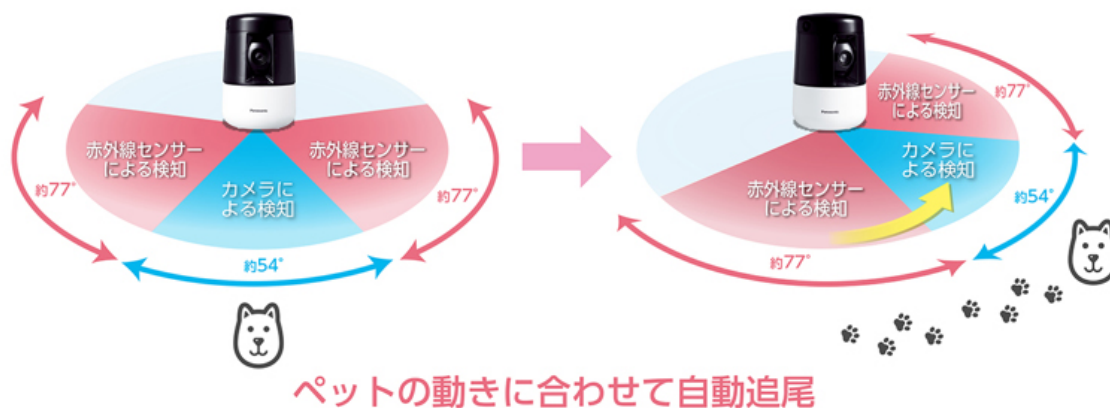 Panasonic
赤外線センサー
による検知
赤外線センサー
による検知
カメラに
よる検知
約77°
約77°
約54°
Panasonic
赤外線センサー
による検知
約77°
カメラに
よる検知
赤外線センサー
による検知
約54°
約77°
ペットの動きに合わせて自動追尾